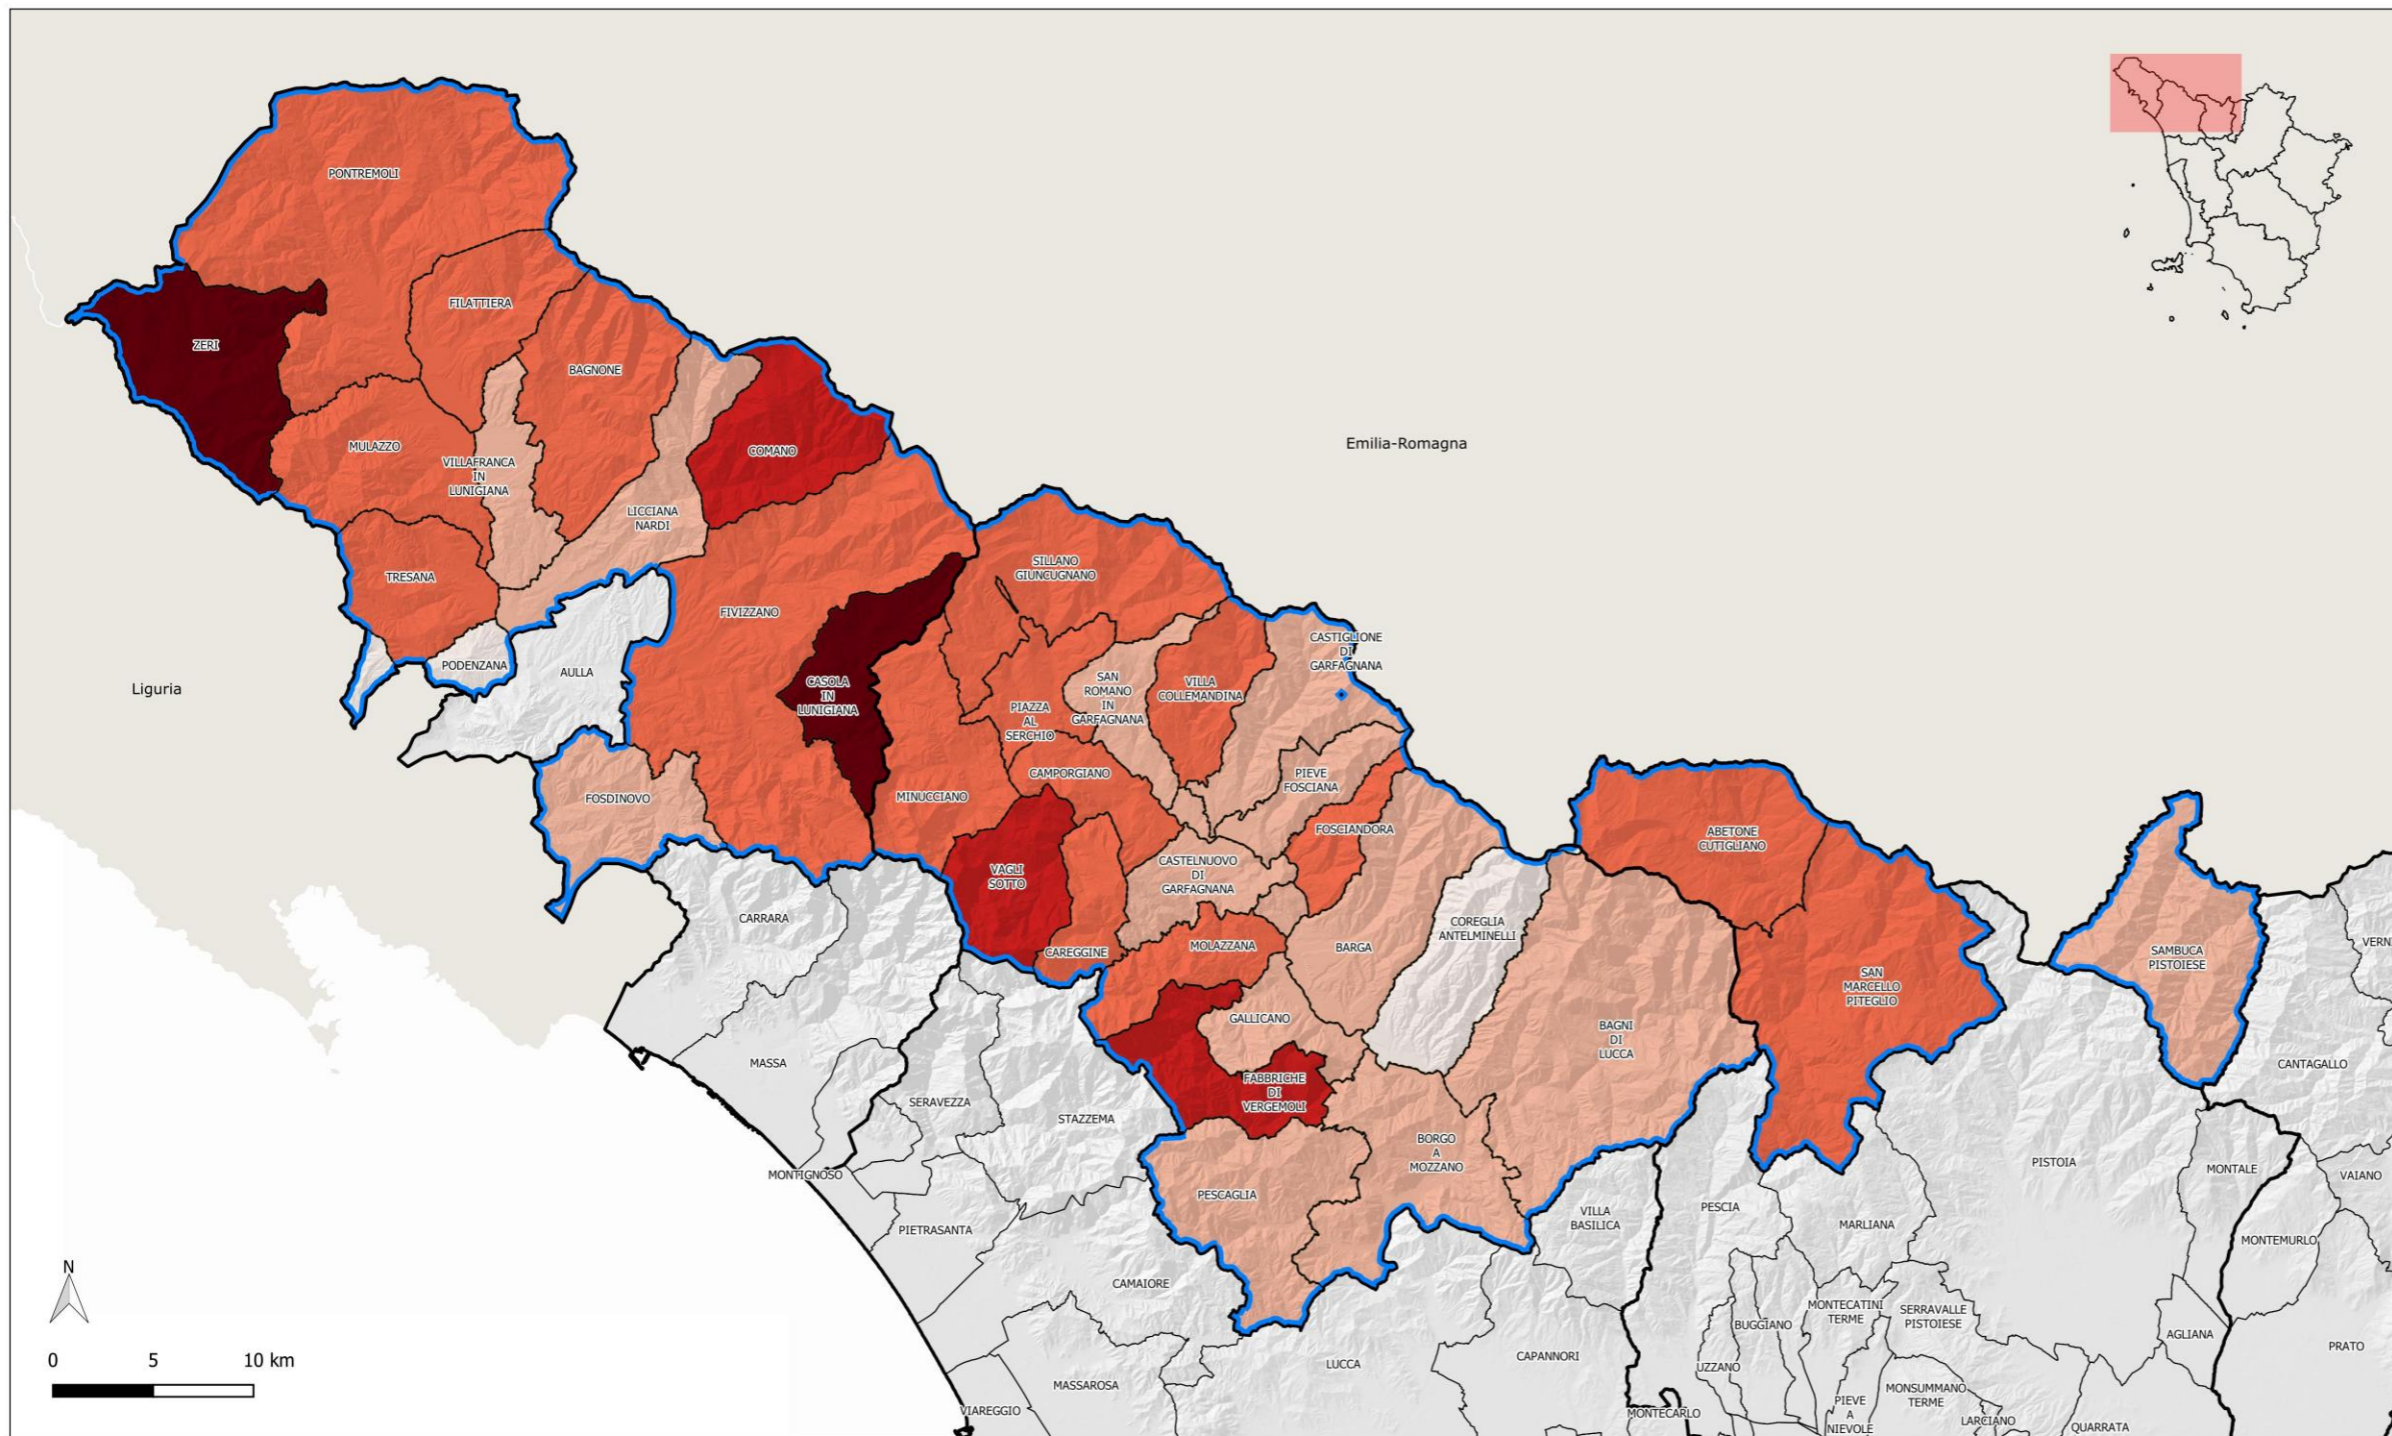 PONTREMOLI
FILATTIERA
ZERI
BAGNONE
MULAZZO
Emilia-Romagna
COMANO
VILLAFRANCA
IN
LUNIGIANA
LICCIANA
NARDI
TRESANA
SILLANO
GIUNCUGNANO
FIVIZZANO
CASTIGLIONE
DI
GARFAGNANA
PODENZANA
AULLA
Liguria
CASOLA
IN
LUNIGIANA
SAN
ROMANO
IN
GARFAGNANA
VILLA
COLLEMANDINA
PIAZZA
AL
SERCHIO
CAMPORGIANO
PIEVE
FOSCIANA
FOSDINOVO
MINUCCIANO
FOSCIANDORA
ABETONE
CUTIGLIANO
VAGLI
SOTTO
CASTELNUOVO
DI
GARFAGNANA
CARRARA
COREGLIA
ANTELMINELLI
CAREGGINE
MOLAZZANA
BARGA
VERN
SAMBUCA
PISTOIESE
SAN
MARCELLO
PITEGLIO
GALLICANO
BAGNI
DI
LUCCA
MASSA
CANTAGALLO
FABBRICHE
DI
VERGEMOLI
SERAVEZZA
STAZZEMA
BORGO
A
MOZZANO
PISTOIA
MONTALE
VAIANO
MONTIGNOSO
PESCAGLIA
PESCIA
VILLA
BASILICA
MARLIANA
PIETRASANTA
MONTEMURLO
N
CAMAIORE
MONTECATINI
TERME
SERRAVALLE
PISTOIESE
BUGGIANO
AGLIANA
PRATO
0 5 10 km
LUCCA
CAPANNORI
UZZANO
MASSAROSA
MONSUMMANO
TERME
VIAREGGIO
MONTECARLO
PIEVE
A
NIEVOLE
LARCIANO
QUARRATA